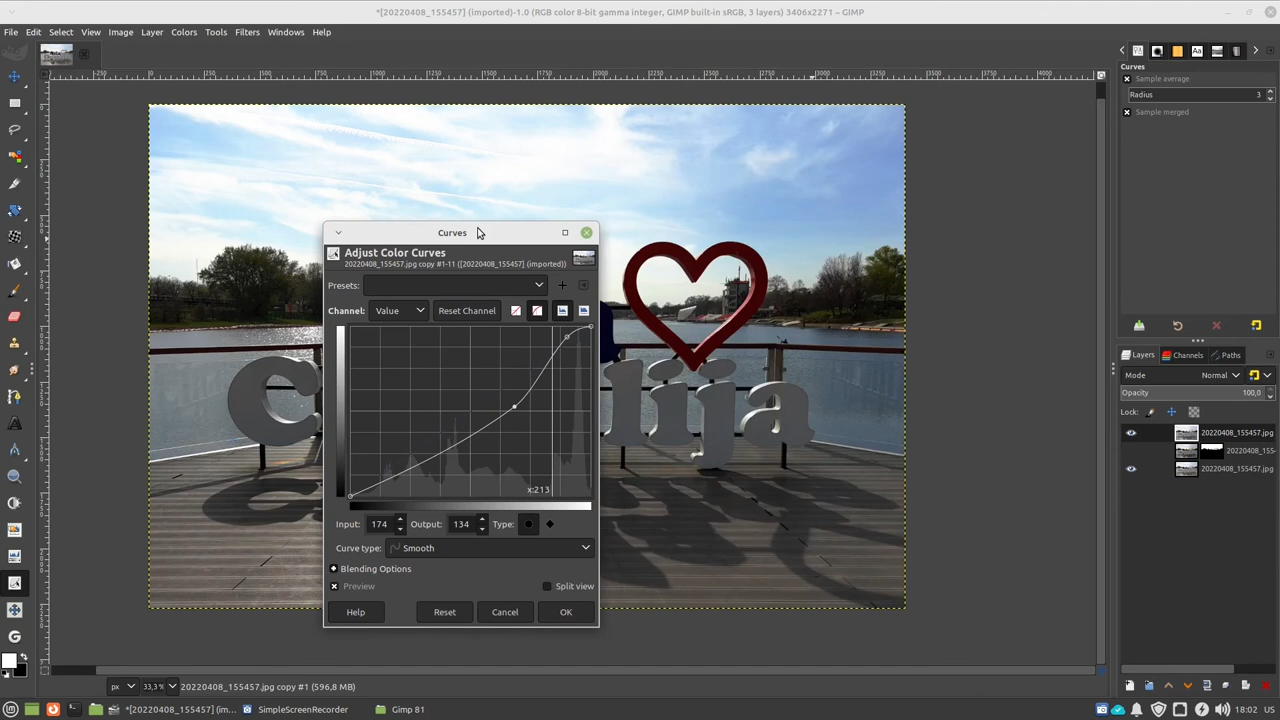 *[20220408_155457] (imported)-1.0 (RGB color 8-bit gamma integer, GIMP built-in sRGB, 3 layers) 3406x2271 – GIMP
File Edit Select View Image Layer Colors Tools Filters Windows Help
Curves
Sample average
Radius 3
Sample merged
Curves
Adjust Color Curves
20220408_155457.jpg copy #1-11 ([20220408_155457] (imported))
Presets:
Channel: Value Reset Channel
x:213
Input: 174 Output: 134 Type:
Curve type: Smooth
Blending Options
Preview Split view
Help Reset Cancel OK
C lija
Layers Channels Paths
Mode Normal
Opacity 100,0
Lock:
20220408_155457.jpg
20220408_155
20220408_155457.jpg
px 33,3 % 20220408_155457.jpg copy #1 (596,8 MB)
*[20220408_155457] (im... SimpleScreenRecorder Gimp 81 18:02 US